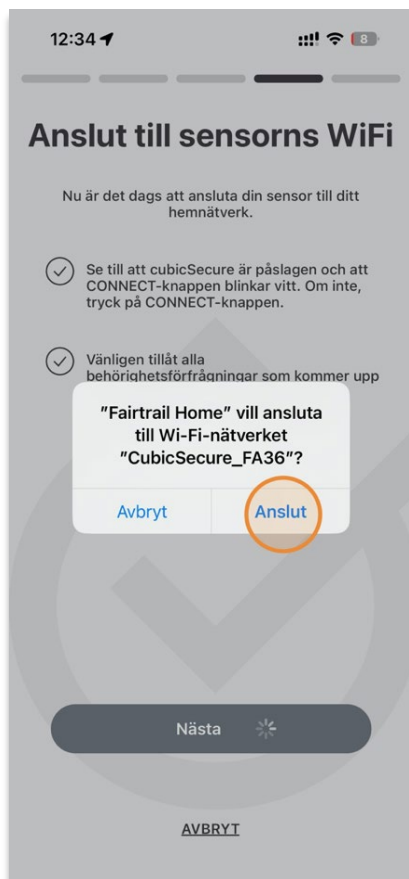 12:34
8
Anslut till sensorns WiFi
Nu är det dags att ansluta din sensor till ditt
hemnätverk.
Se till att cubicSecure är påslagen och att
CONNECT-knappen blinkar vitt. Om inte,
tryck på CONNECT-knappen.
Vänligen tillåt alla
behörighetsförfrågningar som kommer upp
"Fairtrail Home" vill ansluta
till Wi-Fi-nätverket
"CubicSecure_FA36"?
Avbryt Anslut
Nästa
AVBRYT